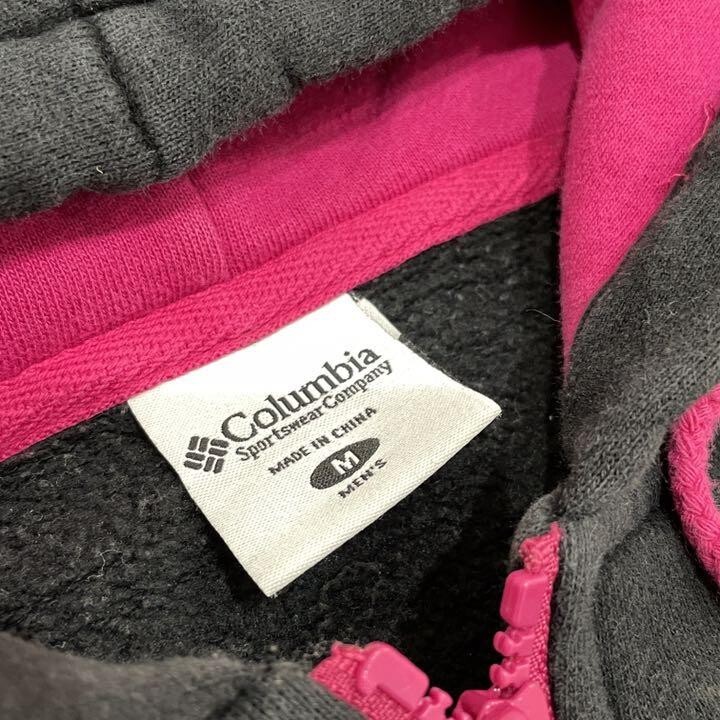 Columbia
Sportswear Company
MADE IN CHINA
M
MEN'S